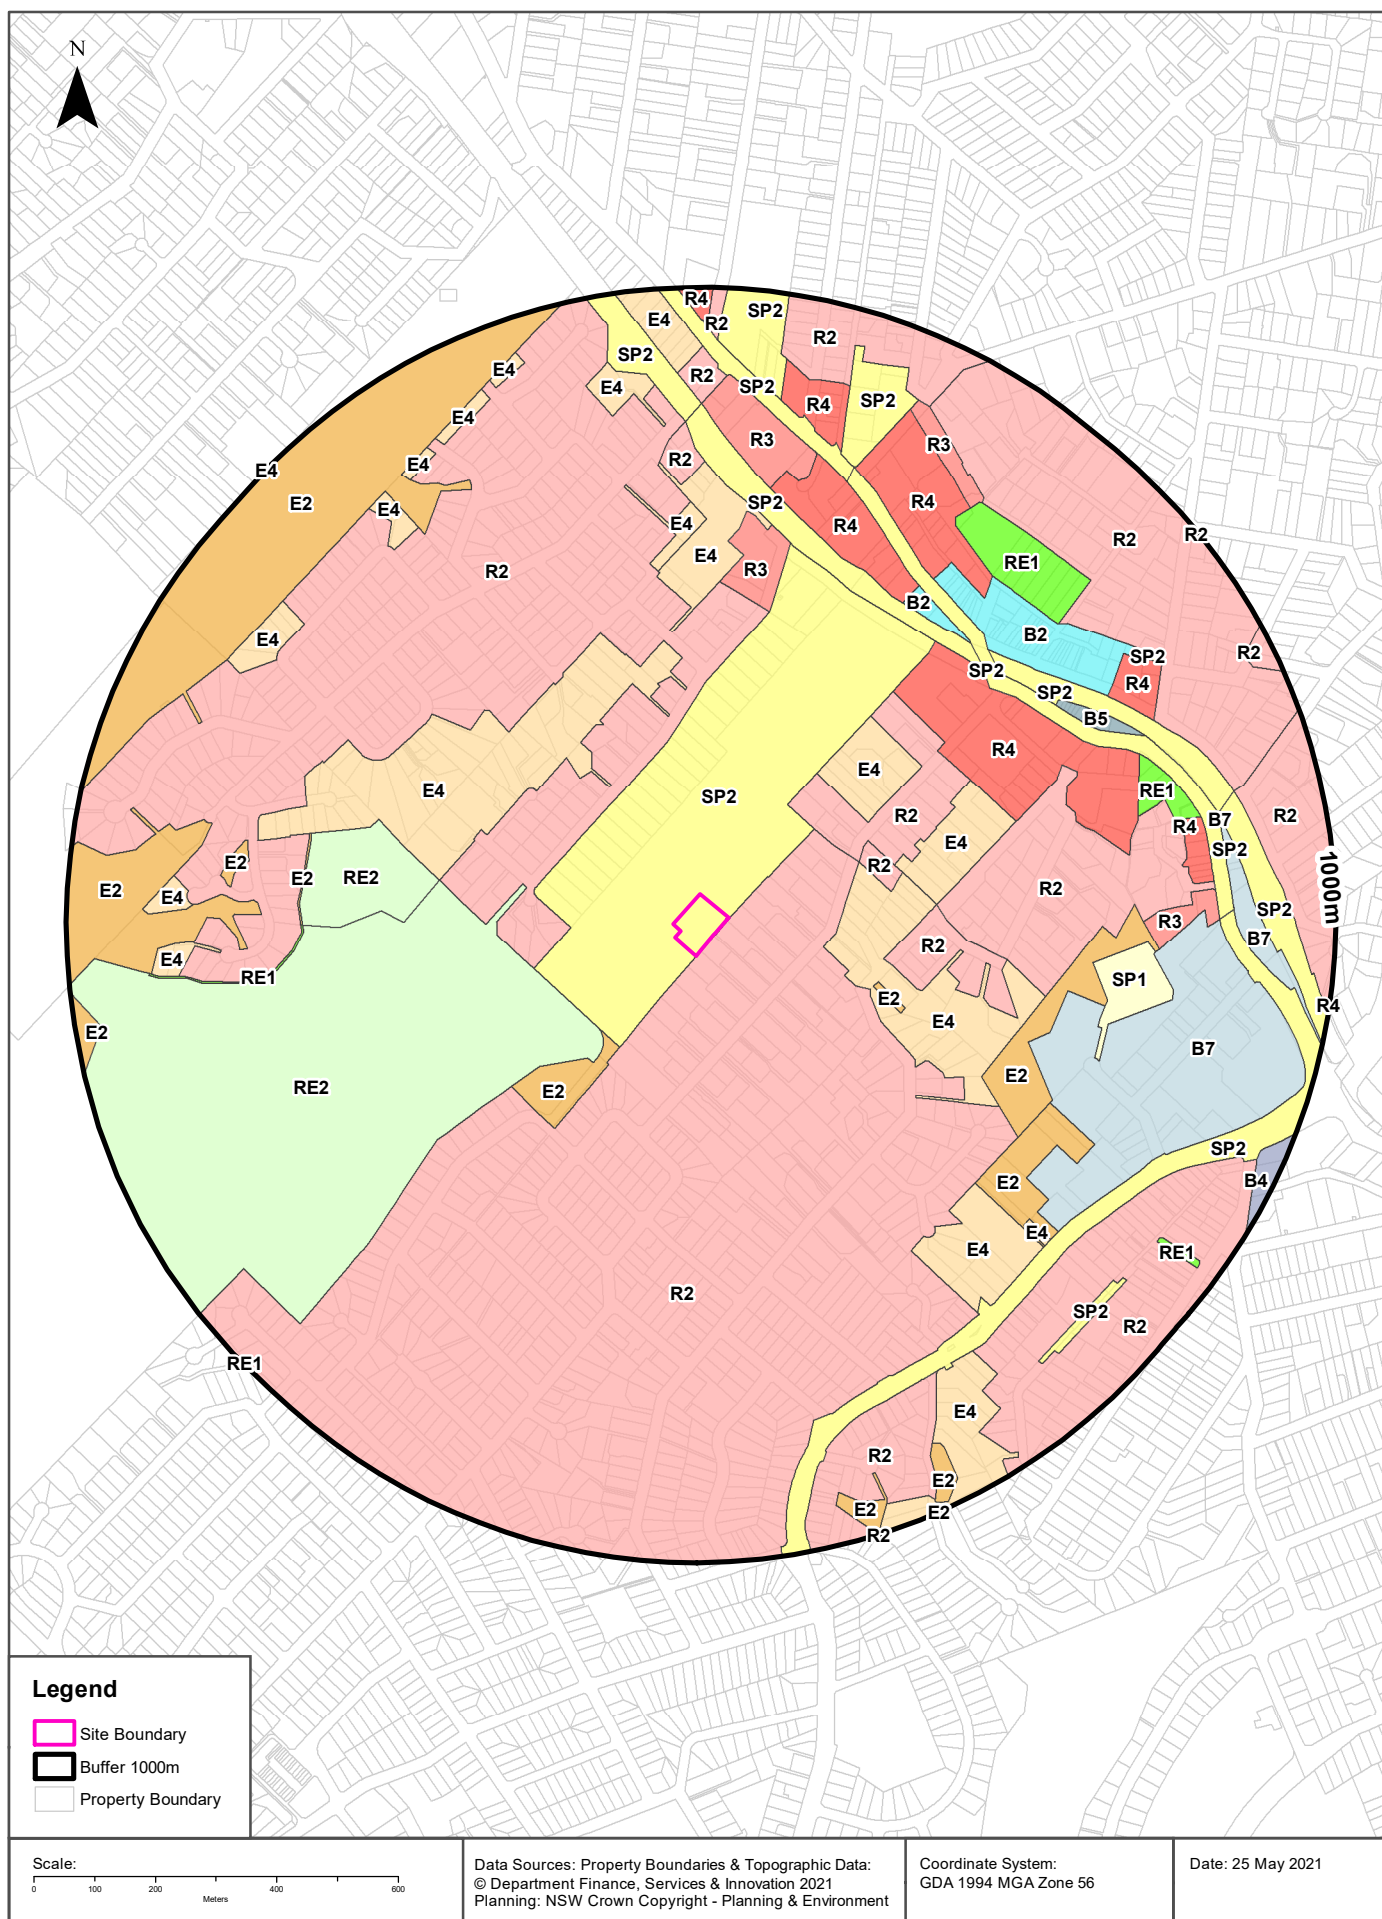 N
R4
SP2
E4
R2
R2
SP2
E4
R2
SP2
E4
R4
SP2
E4
R3
R3
R2
E4
E4
E2
SP2
R4
E4
E4
R4
R2
R2
E4
RE1
R3
R2
B2
B2
E4
R2
SP2
SP2
R4
SP2
B5
R4
E4
E4
SP2
RE1
R2
R2
B7
R4
E4
SP2
E2
R2
E2
RE2
E2
R2
1000m
E4
SP2
R3
B7
R2
E4
RE1
SP1
E2
R4
E4
E2
B7
E2
RE2
E2
SP2
B4
E2
E4
E4
RE1
R2
SP2
R2
RE1
E4
R2
E2
E2
E2
R2
Legend
Site Boundary
Buffer 1000m
Property Boundary
Scale:
0 100 200 400 600
Meters
Data Sources: Property Boundaries & Topographic Data:
© Department Finance, Services & Innovation 2021
Planning: NSW Crown Copyright - Planning & Environment
Coordinate System:
GDA 1994 MGA Zone 56
Date: 25 May 2021